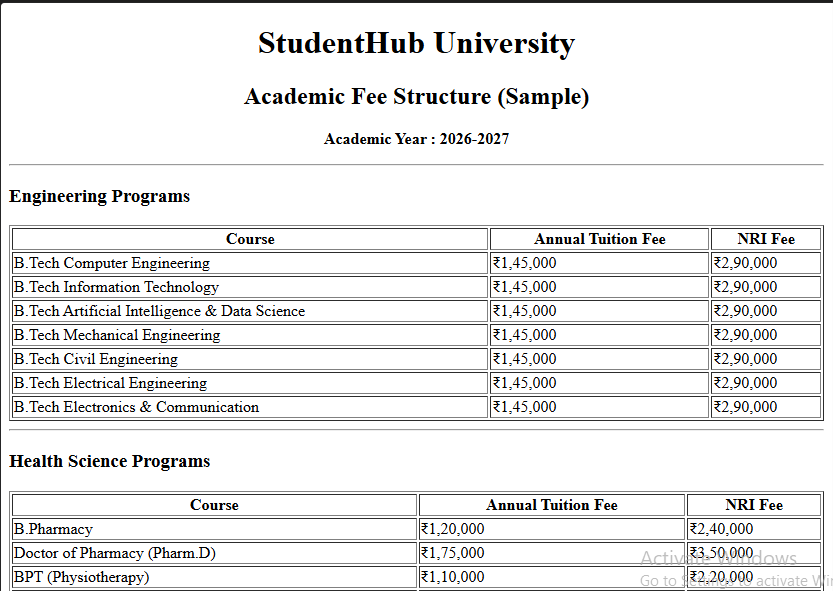 StudentHub University
Academic Fee Structure (Sample)
Academic Year : 2026-2027
Engineering Programs
Course Annual Tuition Fee NRI Fee
B.Tech Computer Engineering ₹1,45,000 ₹2,90,000
B.Tech Information Technology ₹1,45,000 ₹2,90,000
B.Tech Artificial Intelligence & Data Science ₹1,45,000 ₹2,90,000
B.Tech Mechanical Engineering ₹1,45,000 ₹2,90,000
B.Tech Civil Engineering ₹1,45,000 ₹2,90,000
B.Tech Electrical Engineering ₹1,45,000 ₹2,90,000
B.Tech Electronics & Communication ₹1,45,000 ₹2,90,000
Health Science Programs
Course Annual Tuition Fee NRI Fee
B.Pharmacy ₹1,20,000 ₹2,40,000
Doctor of Pharmacy (Pharm.D) ₹1,75,000 ₹3,50,000
BPT (Physiotherapy) ₹1,10,000 ₹2,20,000
Activate Windows
Go to Settings to activate Wi